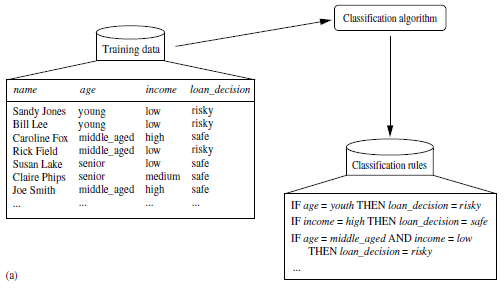 Classification algorithm
Training data
name age income loan_decision
Sandy Jones young low risky
Bill Lee young low risky
Caroline Fox middle_aged high safe
Rick Field middle_aged low risky
Susan Lake senior low safe
Claire Phips senior medium safe
Joe Smith middle_aged high safe
... ... ... ...
Classification rules
IF age = youth THEN loan_decision = risky
IF income = high THEN loan_decision = safe
IF age = middle_aged AND income = low
THEN loan_decision = risky
...
(a)